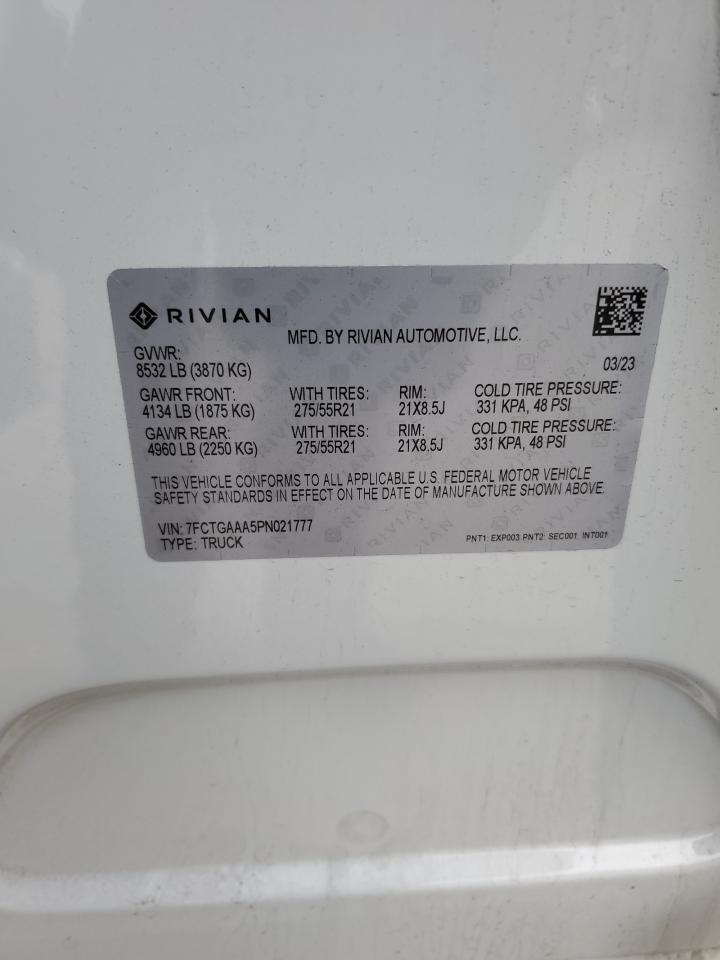 RIVIAN
MFD. BY RIVIAN AUTOMOTIVE, LLC.
GVWR:
8532 LB (3870 KG)
03/23
GAWR FRONT: WITH TIRES: RIM: COLD TIRE PRESSURE:
4134 LB (1875 KG) 275/55R21 21X8.5J 331 KPA, 48 PSI
GAWR REAR: WITH TIRES: RIM: COLD TIRE PRESSURE:
4960 LB (2250 KG) 275/55R21 21X8.5J 331 KPA, 48 PSI
THIS VEHICLE CONFORMS TO ALL APPLICABLE U.S. FEDERAL MOTOR VEHICLE
SAFETY STANDARDS IN EFFECT ON THE DATE OF MANUFACTURE SHOWN ABOVE.
VIN: 7FCTGAAA5PN021777
TYPE: TRUCK
PNT1: EXP003 PNT2: SEC001 INT001